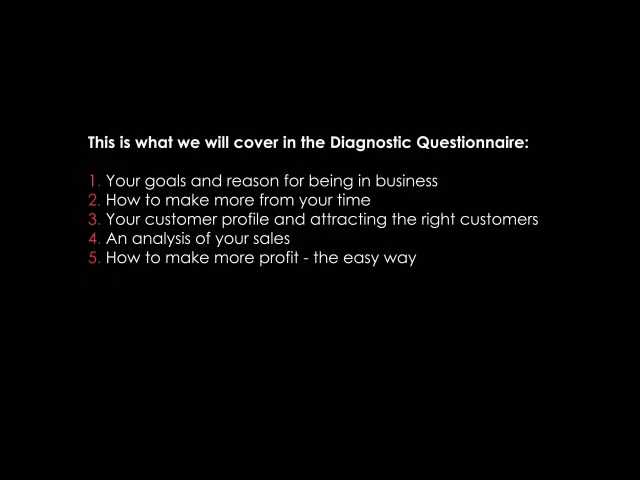 This is what we will cover in the Diagnostic Questionnaire:
1. Your goals and reason for being in business
2. How to make more from your time
3. Your customer profile and attracting the right customers
4. An analysis of your sales
5. How to make more profit - the easy way